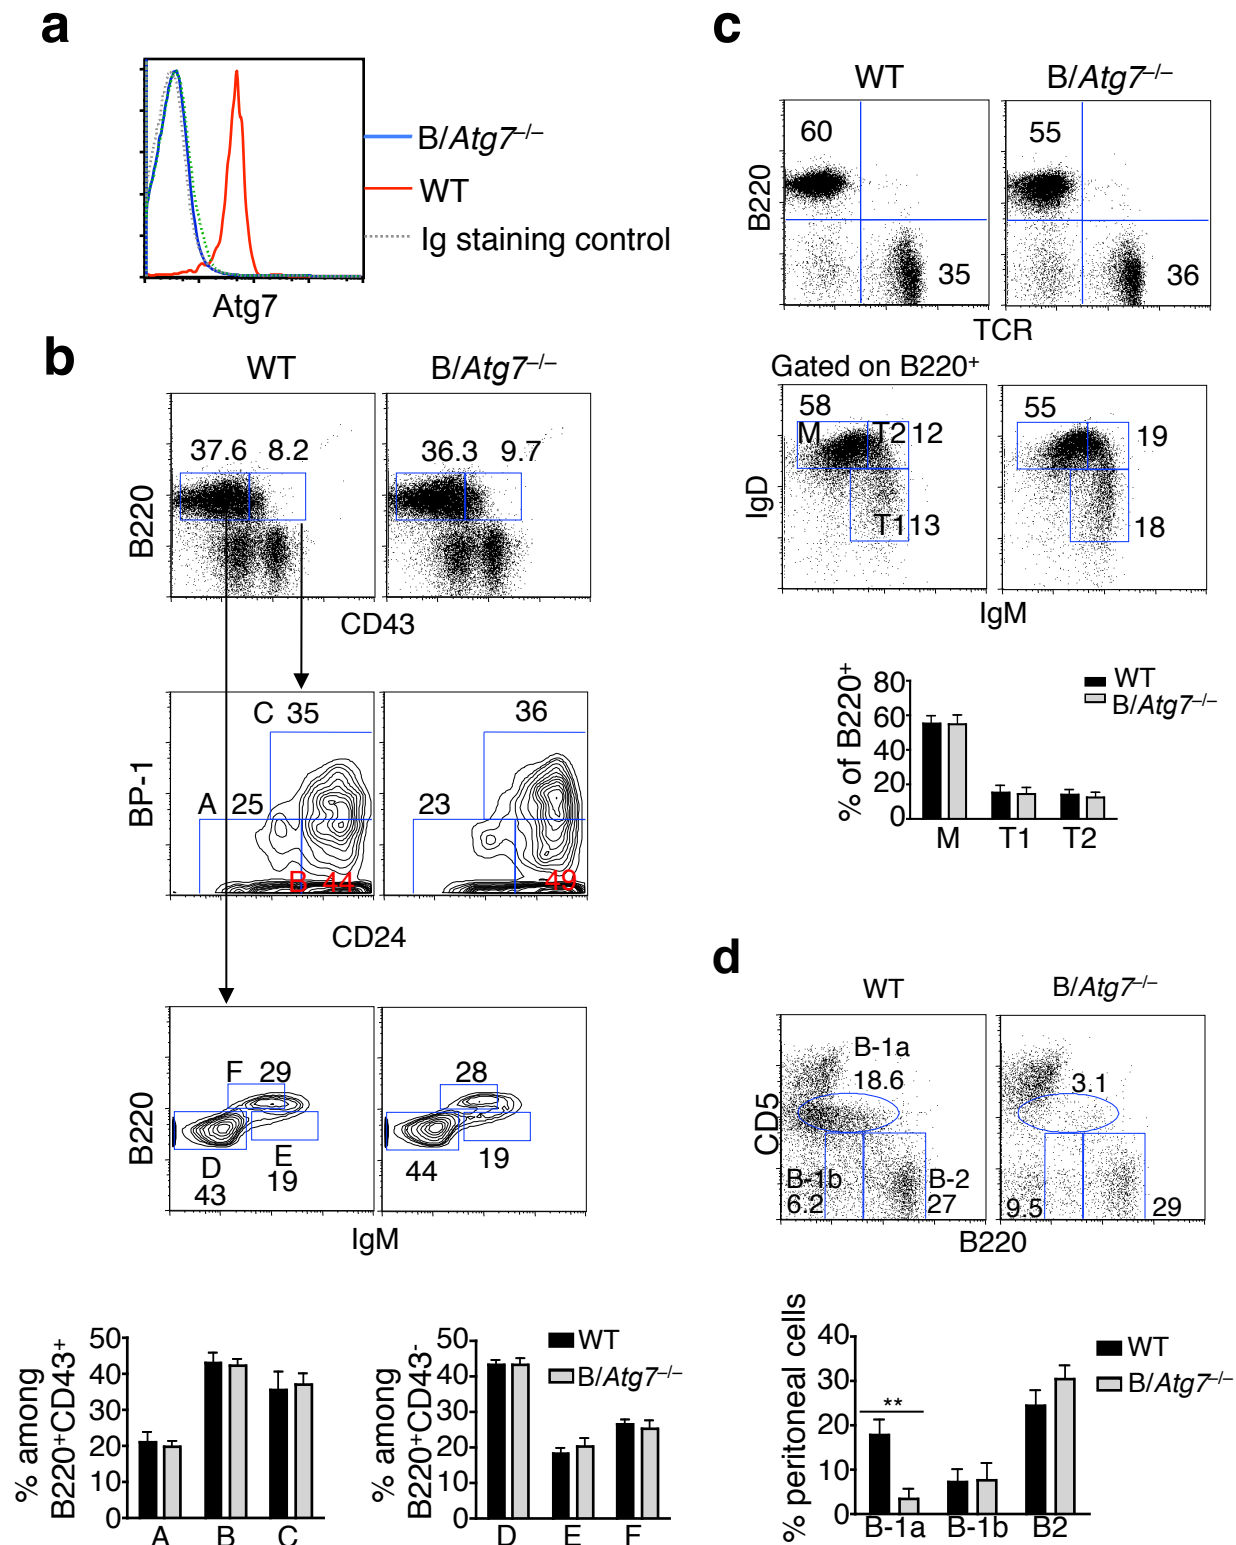 a
B/Atg7–/–
WT
Ig staining control
Atg7
b
WT
B/Atg7–/–
37.6
8.2
36.3
9.7
B220
CD43
C 35
36
A 25
23
B 44
49
BP-1
CD24
F 29
28
D
43
E
19
44
19
B220
IgM
50
40
30
20
10
0
% among
B220+CD43+
A
B
C
50
40
30
20
10
0
% among
B220+CD43-
D
E
F
WT
B/Atg7–/–
c
WT
B/Atg7–/–
60
35
55
36
B220
TCR
Gated on B220+
58
M
T2 12
T1 13
55
19
18
IgD
IgM
80
60
40
20
0
% of B220+
M
T1
T2
WT
B/Atg7–/–
d
WT
B/Atg7–/–
B-1a
18.6
B-1b
6.2
B-2
27
3.1
9.5
29
CD5
B220
40
30
20
10
0
% peritoneal cells
**
B-1a
B-1b
B2
WT
B/Atg7–/–